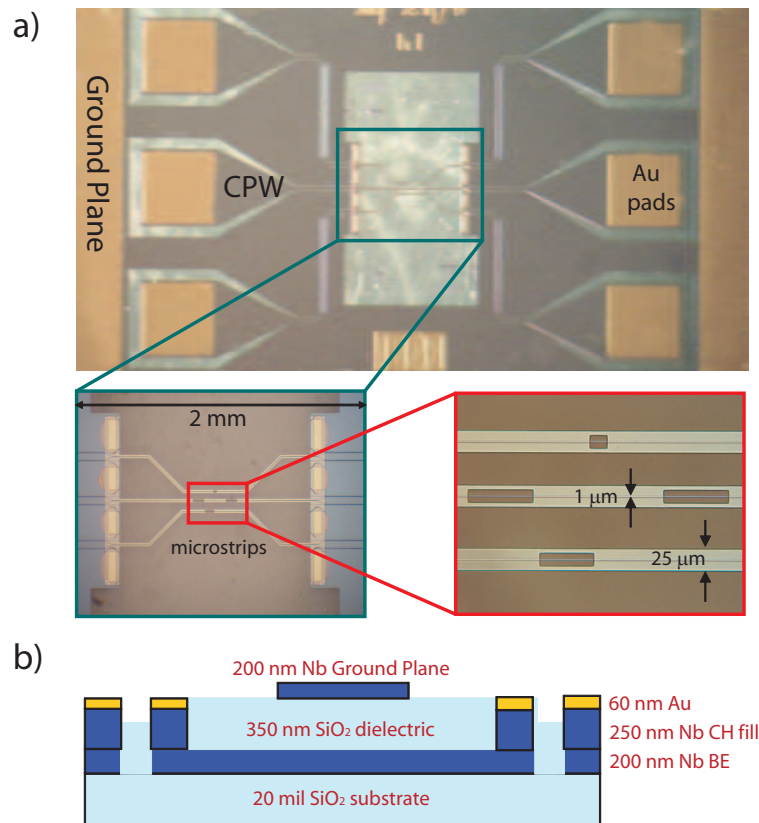 a)
Ground Plane
CPW
Au
pads
2 mm
microstrips
1 μm
25 μm
b)
200 nm Nb Ground Plane
60 nm Au
350 nm SiO₂ dielectric
250 nm Nb CH fill
200 nm Nb BE
20 mil SiO₂ substrate